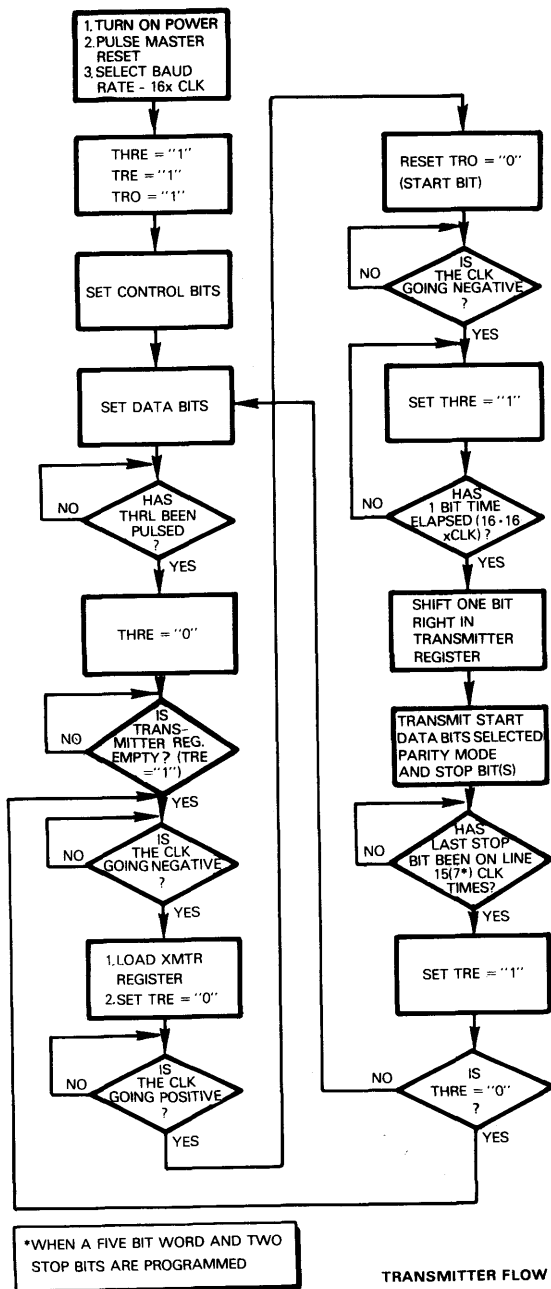 1. TURN ON POWER
2. PULSE MASTER
RESET
3. SELECT BAUD
RATE - 16x CLK
THRE = "1"
TRE = "1"
TRO = "1"
SET CONTROL BITS
SET DATA BITS
HAS
THRL BEEN
PULSED
?
NO
YES
THRE = "0"
IS
TRANS-
MITTER REG.
EMPTY? (TRE
="1")
NO
YES
IS
THE CLK
GOING NEGATIVE
?
NO
YES
1. LOAD XMTR
REGISTER
2. SET TRE = "0"
IS
THE CLK
GOING POSITIVE
?
NO
YES
RESET TRO = "0"
(START BIT)
IS
THE CLK
GOING NEGATIVE
?
NO
YES
SET THRE = "1"
HAS
1 BIT TIME
ELAPSED (16 - 16
xCLK) ?
NO
YES
SHIFT ONE BIT
RIGHT IN
TRANSMITTER
REGISTER
TRANSMIT START
DATA BITS SELECTED
PARITY MODE
AND STOP BIT(S)
HAS
LAST STOP
BIT BEEN ON LINE
15(7*) CLK
TIMES?
NO
YES
SET TRE = "1"
IS
THRE = "0"
?
NO
YES
*WHEN A FIVE BIT WORD AND TWO
STOP BITS ARE PROGRAMMED
TRANSMITTER FLOW